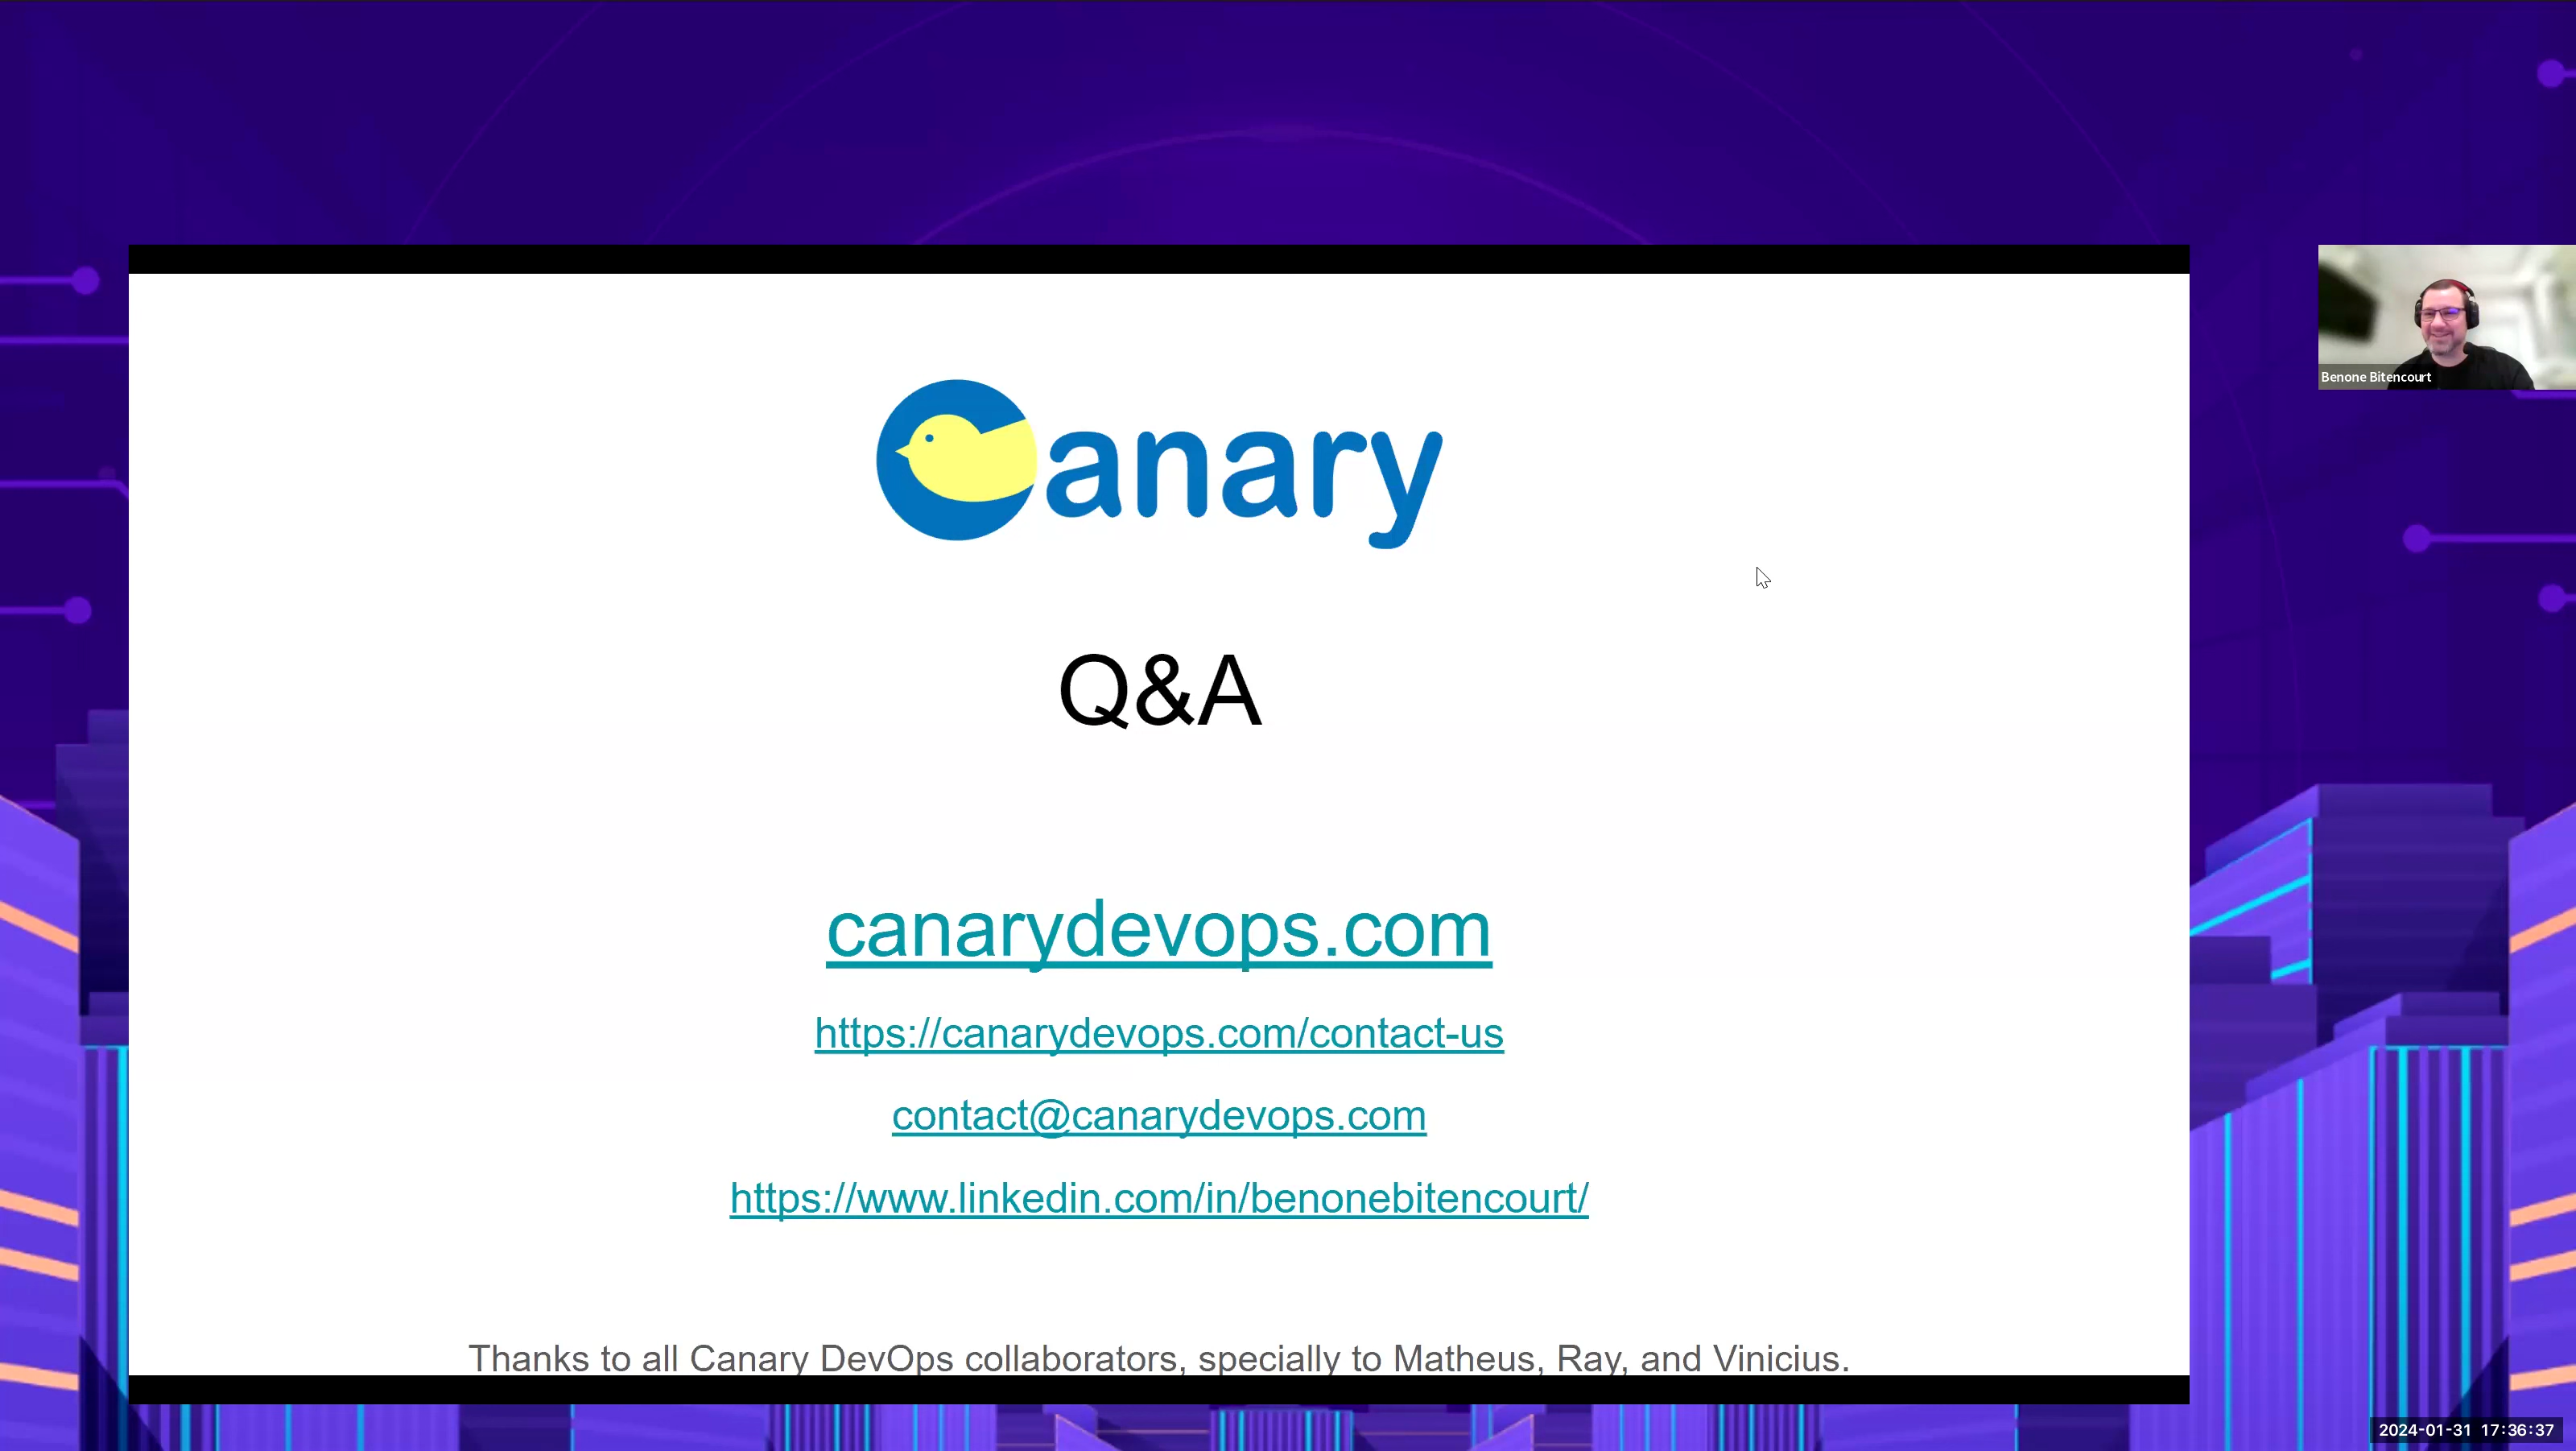 Canary
Benone Bitencourt
Q&A
canarydevops.com
https://canarydevops.com/contact-us
contact@canarydevops.com
https://www.linkedin.com/in/benonebitencourt/
Thanks to all Canary DevOps collaborators, specially to Matheus, Ray, and Vinicius.
2024-01-31 17:36:37